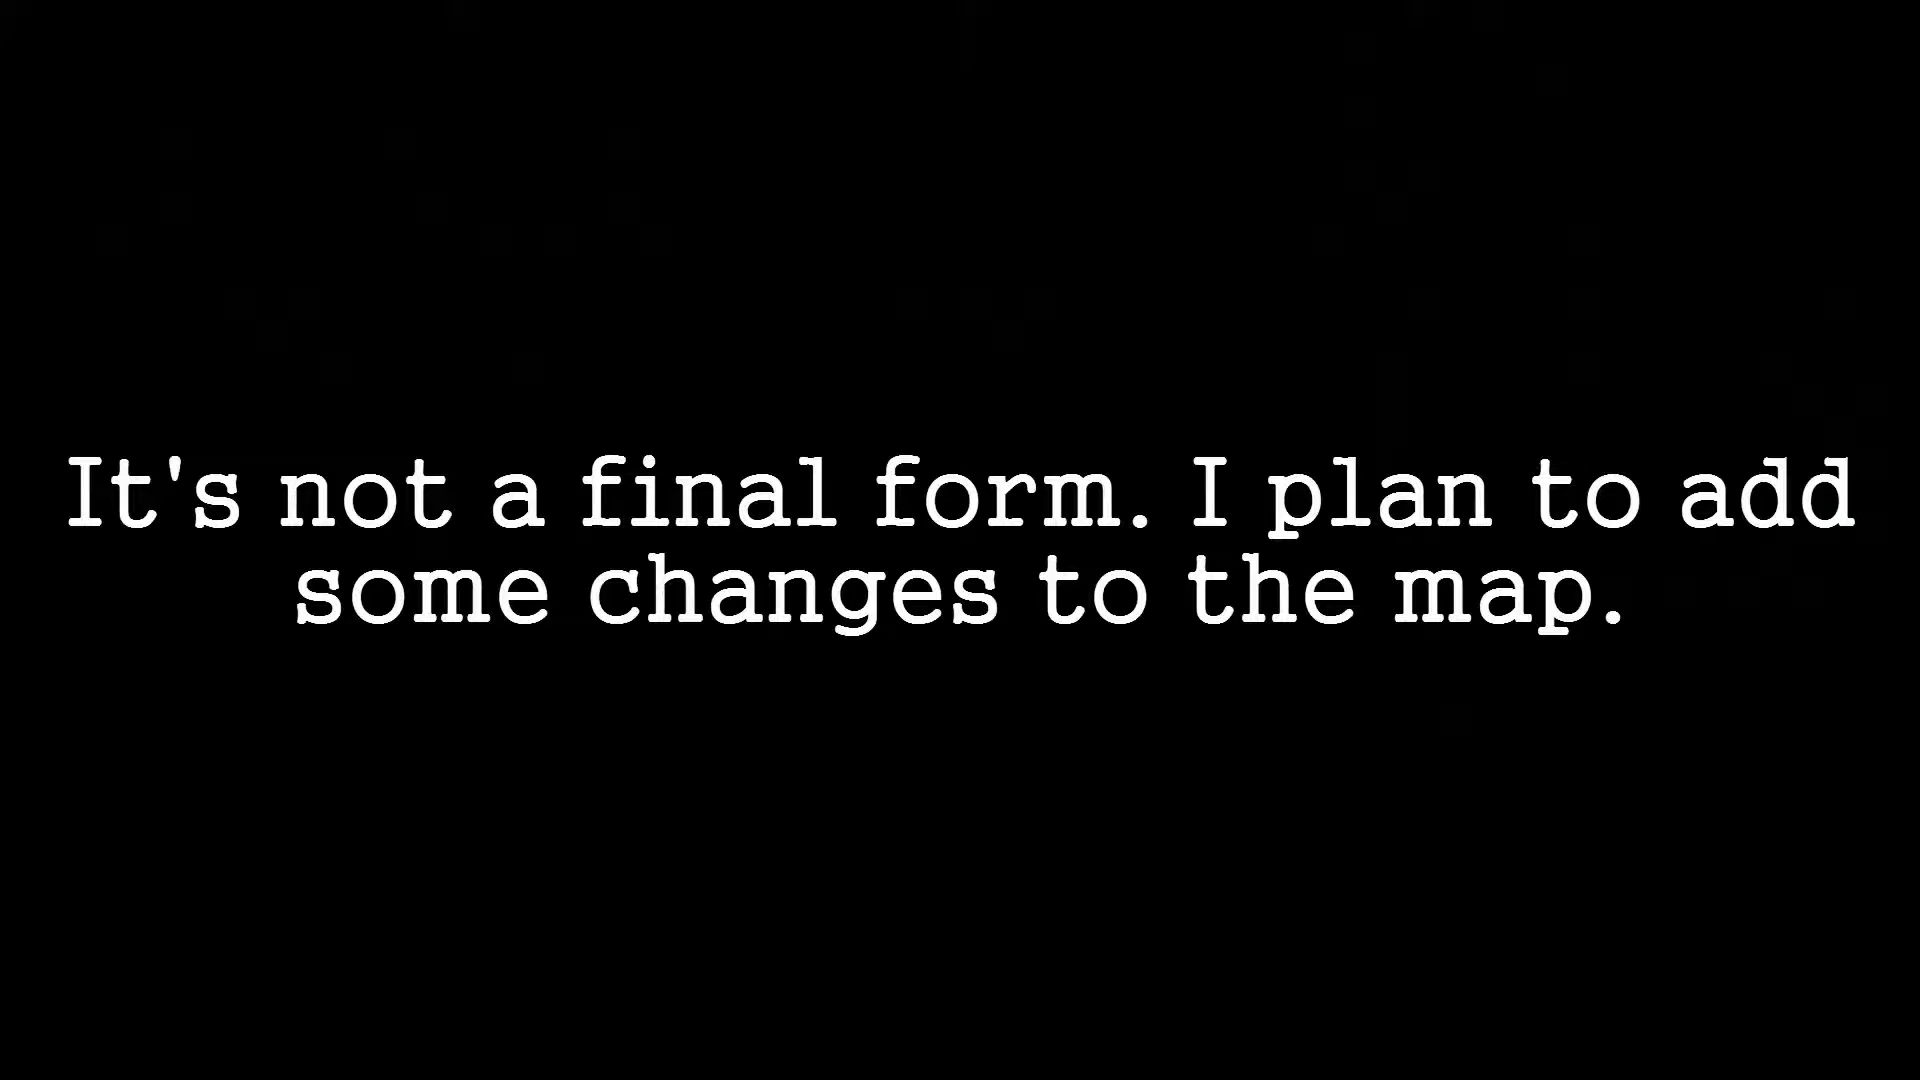 It's not a final form. I plan to add
some changes to the map.